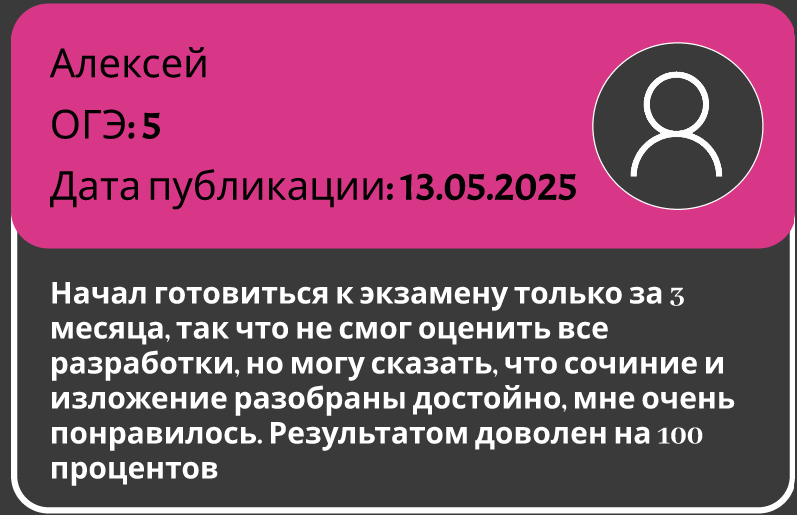 Алексей
ОГЭ: 5
Дата публикации: 13.05.2025
Начал готовиться к экзамену только за 3
месяца, так что не смог оценить все
разработки, но могу сказать, что сочиние и
изложение разобраны достойно, мне очень
понравилось. Результатом доволен на 100
процентов